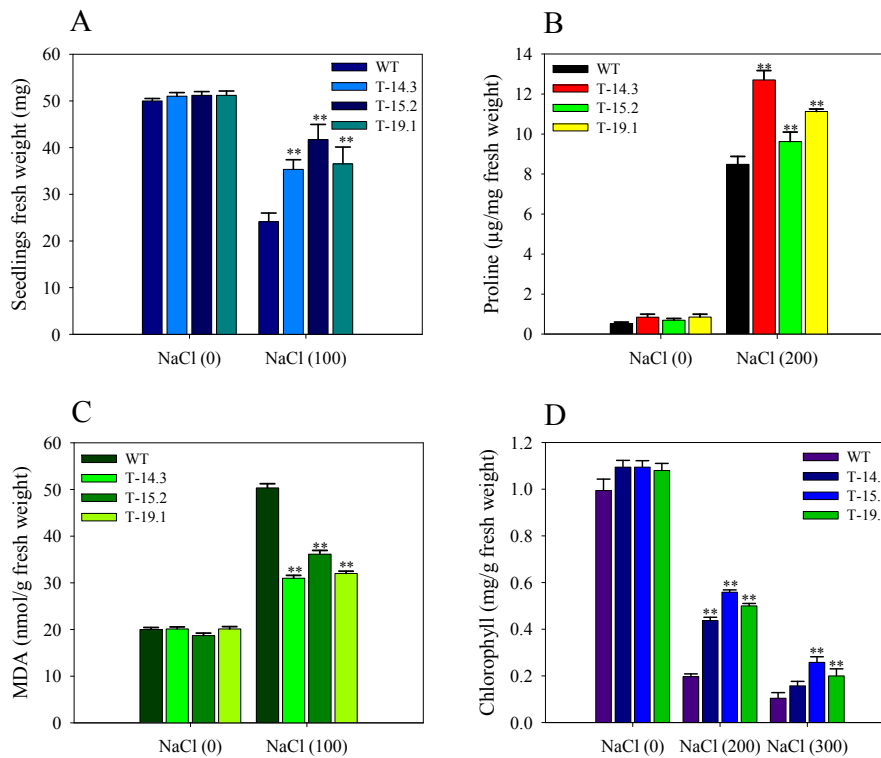 A
Seedlings fresh weight (mg)
60
50
40
30
20
10
0
WT
T-14.3
T-15.2
T-19.1
**
**
**
NaCl (0)
NaCl (100)
B
Proline (µg/mg fresh weight)
14
12
10
8
6
4
2
0
WT
T-14.3
T-15.2
T-19.1
**
**
**
NaCl (0)
NaCl (200)
C
MDA (nmol/g fresh weight)
60
50
40
30
20
10
0
WT
T-14.3
T-15.2
T-19.1
**
**
**
NaCl (0)
NaCl (100)
D
Chlorophyll (mg/g fresh weight)
1.2
1.0
0.8
0.6
0.4
0.2
0.0
WT
T-14.
T-15.
T-19.
**
**
**
**
**
NaCl (0)
NaCl (200)
NaCl (300)